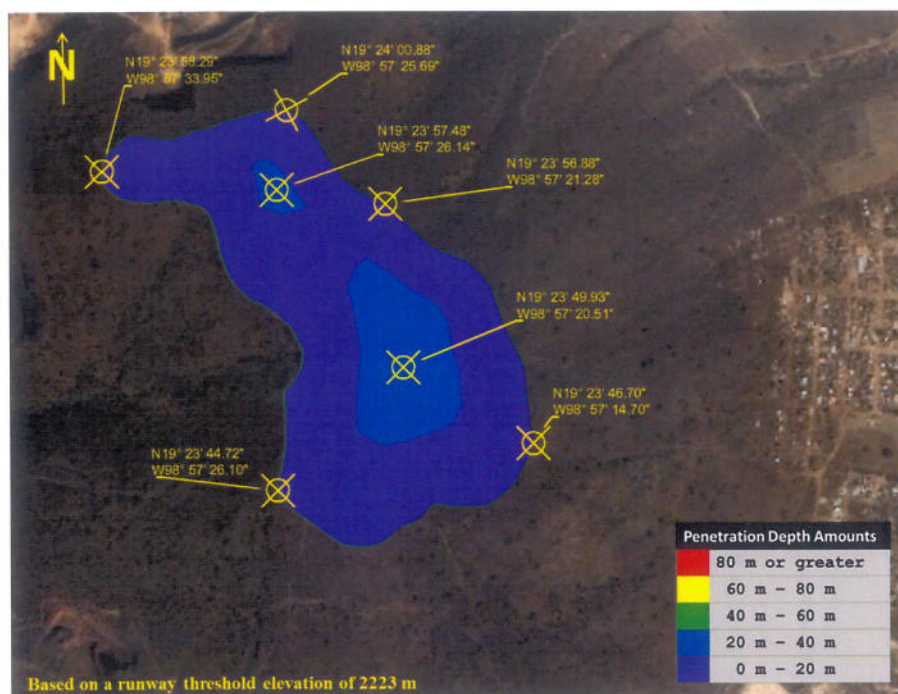 N
N19° 23' 58.29"
W98° 57' 33.95"
N19° 24' 00.88"
W98° 57' 25.69"
N19° 23' 57.48"
W98° 57' 26.14"
N19° 23' 56.88"
W98° 57' 21.28"
N19° 23' 49.93"
W98° 57' 20.51"
N19° 23' 46.70"
W98° 57' 14.70"
N19° 23' 44.72"
W98° 57' 26.10"
Penetration Depth Amounts
80 m or greater
60 m – 80 m
40 m – 60 m
20 m – 40 m
0 m – 20 m
Based on a runway threshold elevation of 2223 m